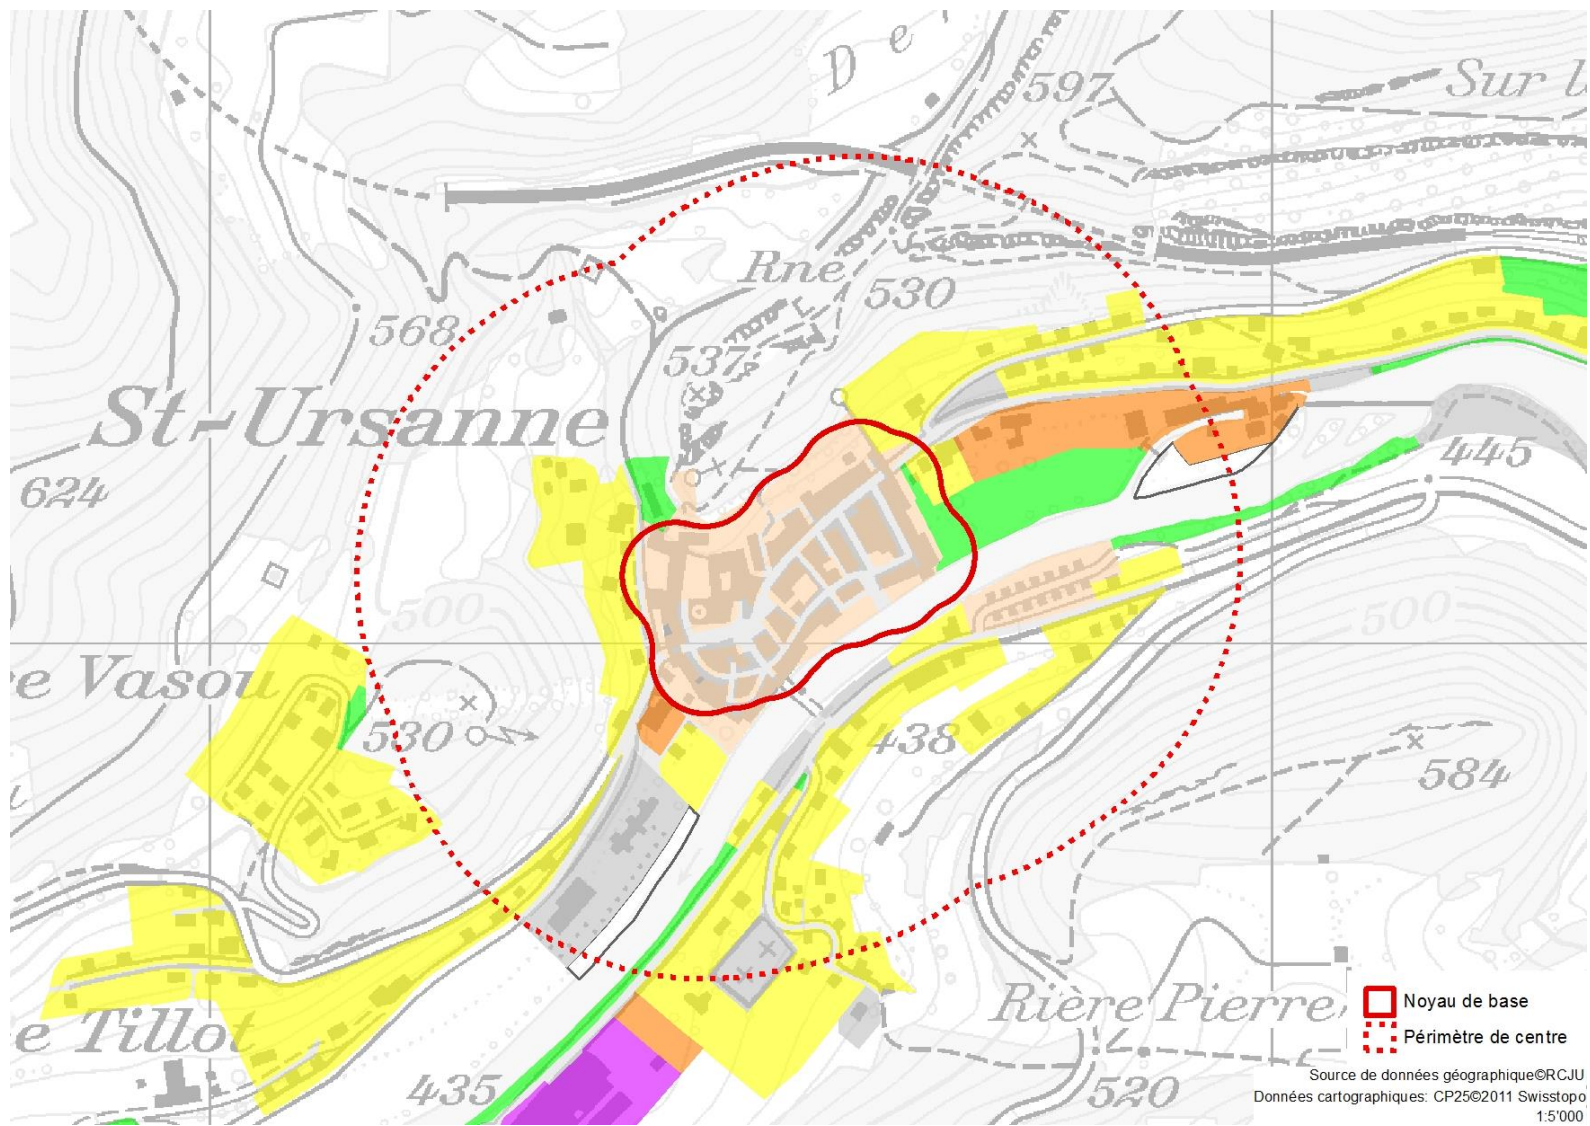 De
597
Sur l
Rne
530
568
537
St-Ursanne
624
445
500
500
e Vasou
530
438
584
Rière Pierre
e Tillot
435
520
Noyau de base
Périmètre de centre
Source de données géographique©RCJU
Données cartographiques: CP25©2011 Swisstopo
1:5'000